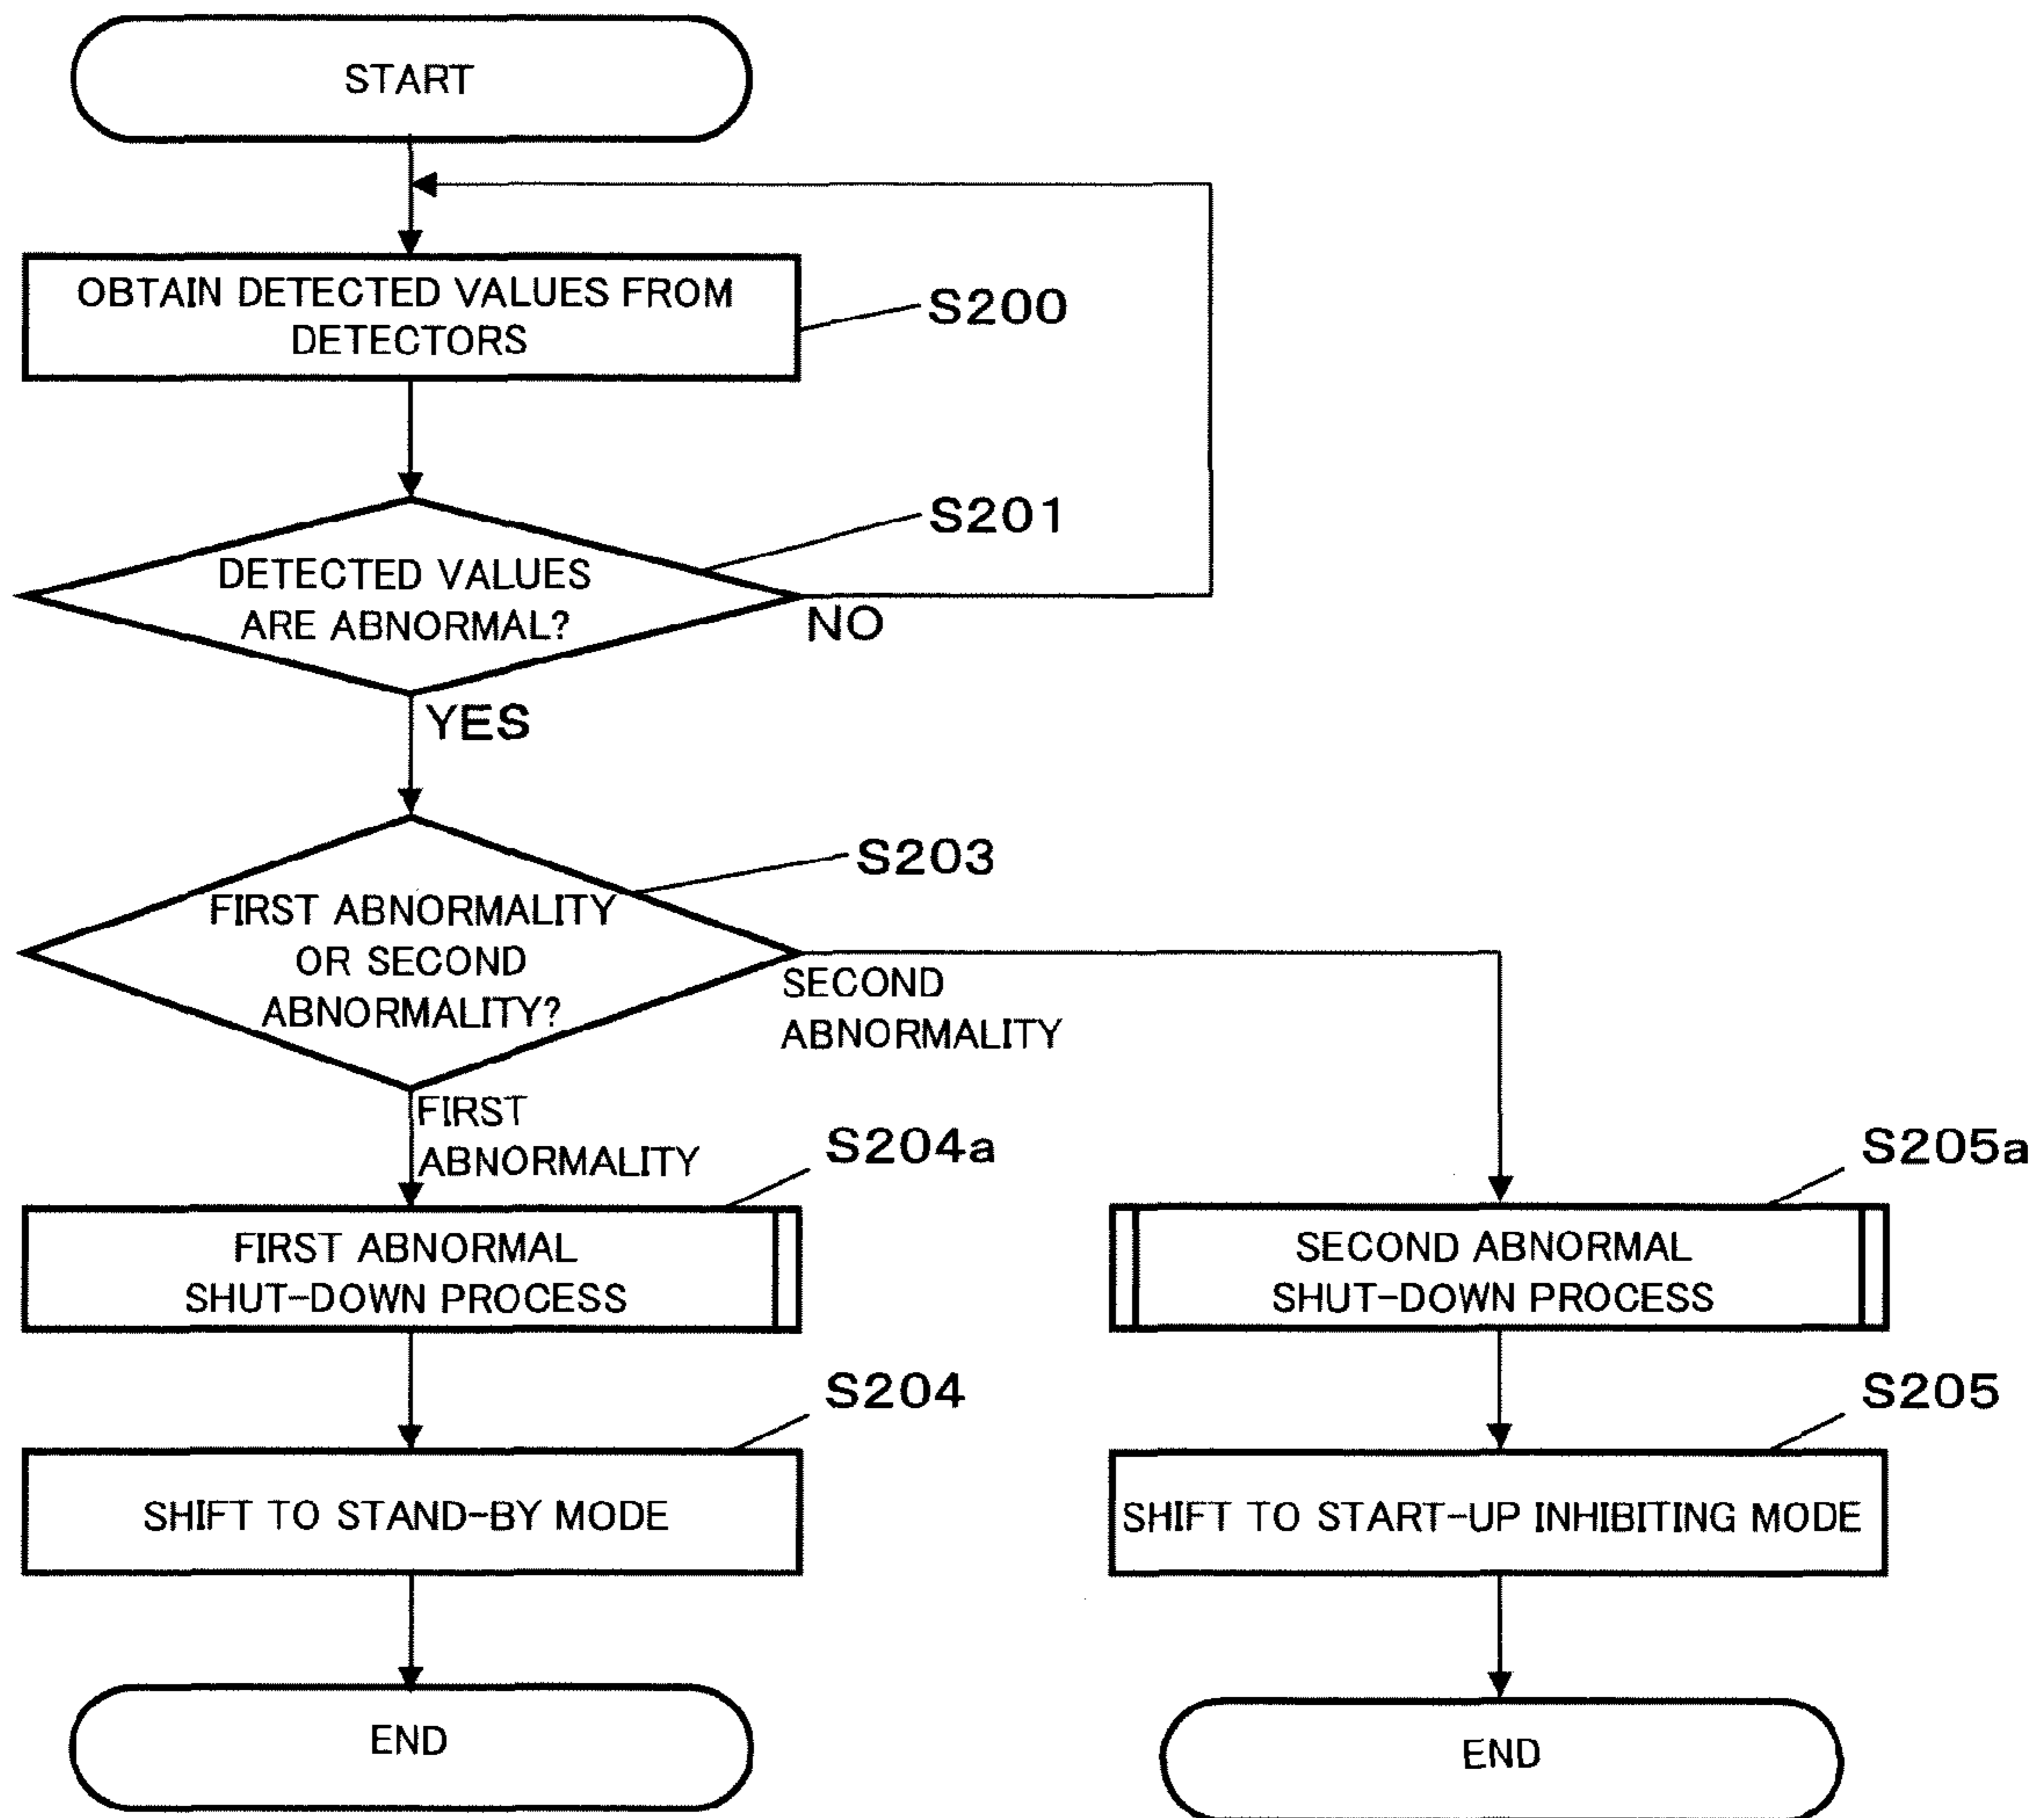 START
OBTAIN DETECTED VALUES FROM
DETECTORS
S200
DETECTED VALUES
ARE ABNORMAL?
S201
NO
YES
FIRST ABNORMALITY
OR SECOND
ABNORMALITY?
S203
SECOND
ABNORMALITY
FIRST
ABNORMALITY
S204a
S205a
FIRST ABNORMAL
SHUT-DOWN PROCESS
SECOND ABNORMAL
SHUT-DOWN PROCESS
S204
S205
SHIFT TO STAND-BY MODE
SHIFT TO START-UP INHIBITING MODE
END
END